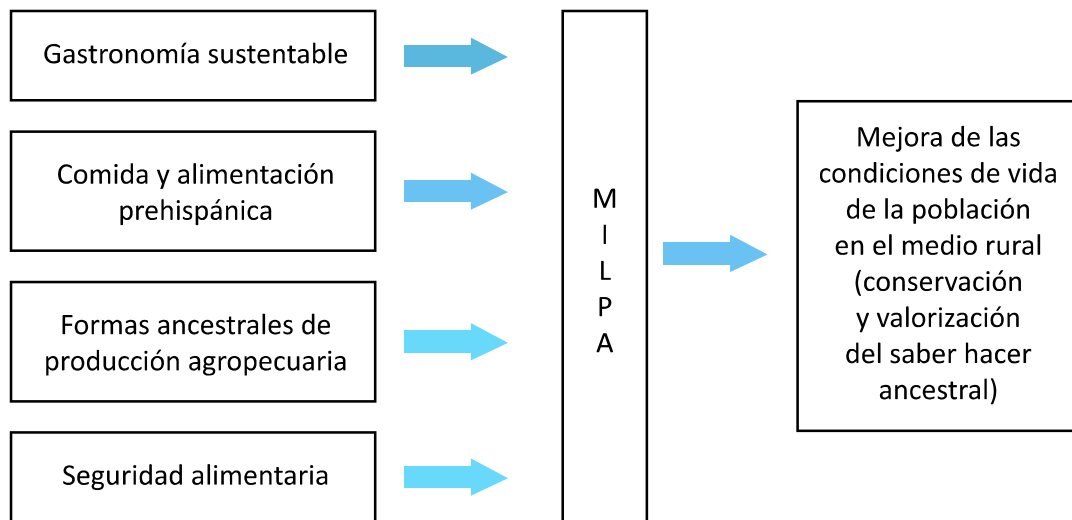 Gastronomía sustentable
Comida y alimentación
prehispánica
Formas ancestrales de
producción agropecuaria
Seguridad alimentaria
M
I
L
P
A
Mejora de las
condiciones de vida
de la población
en el medio rural
(conservación
y valorización
del saber hacer
ancestral)